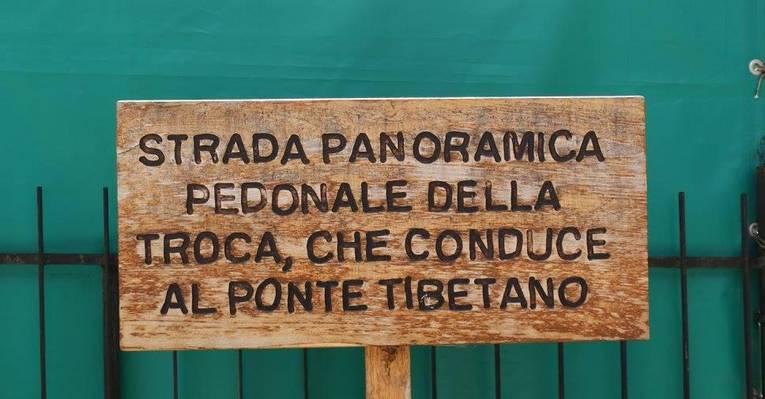 STRADA PANORAMICA
PEDONALE DELLA
TROCA, CHE CONDUCE
AL PONTE TIBETANO